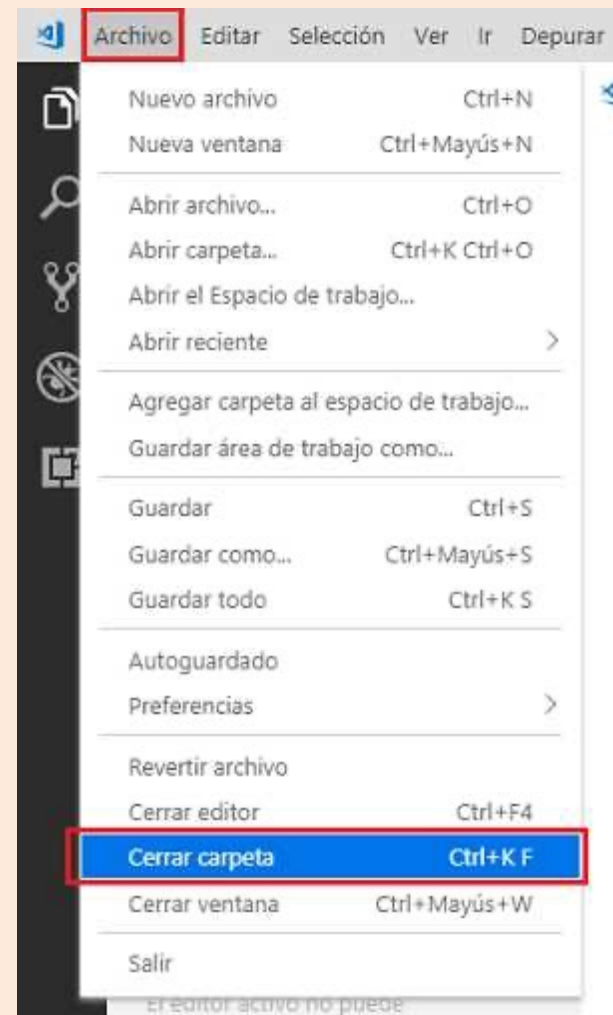 Archivo Editar Selección Ver Ir Depurar
Nuevo archivo Ctrl+N
Nueva ventana Ctrl+Mayús+N
Abrir archivo... Ctrl+O
Abrir carpeta... Ctrl+K Ctrl+O
Abrir el Espacio de trabajo...
Abrir reciente
Agregar carpeta al espacio de trabajo...
Guardar área de trabajo como...
Guardar Ctrl+S
Guardar como... Ctrl+Mayús+S
Guardar todo Ctrl+K S
Autoguardado
Preferencias
Revertir archivo
Cerrar editor Ctrl+F4
Cerrar carpeta Ctrl+K F
Cerrar ventana Ctrl+Mayús+W
Salir
El editor activo no puede